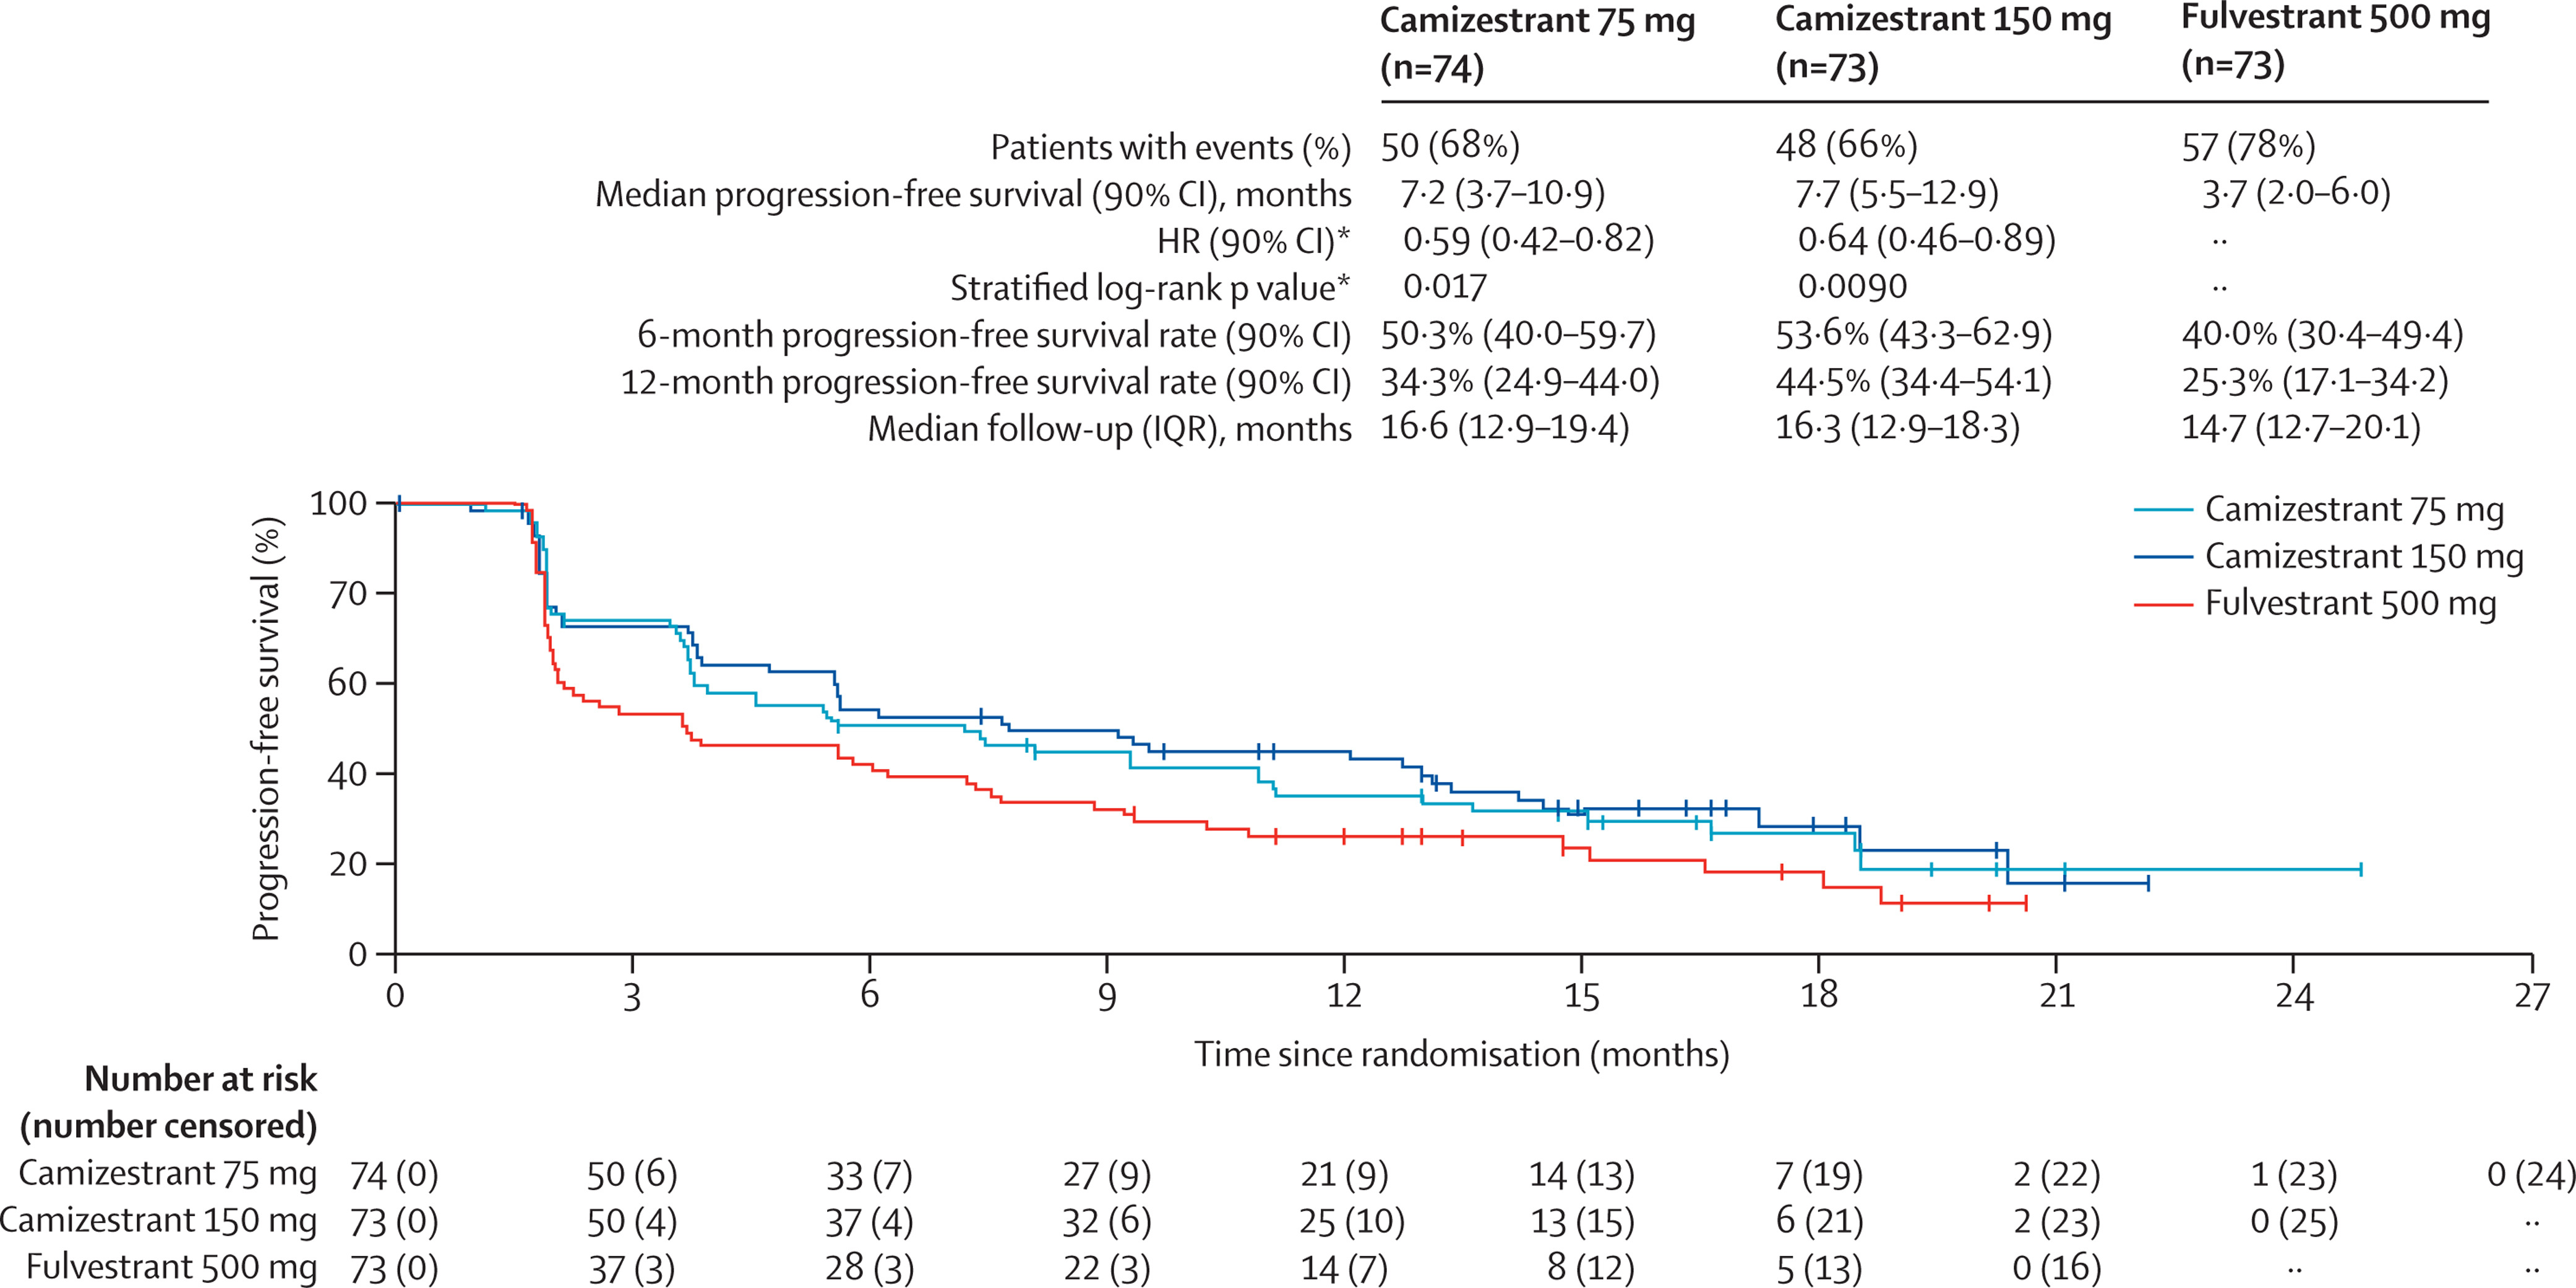 Camizestrant 75 mg Camizestrant 150 mg Fulvestrant 500 mg
(n=74) (n=73) (n=73)
Patients with events (%) 50 (68%) 48 (66%) 57 (78%)
Median progression-free survival (90% CI), months 7·2 (3·7–10·9) 7·7 (5·5–12·9) 3·7 (2·0–6·0)
HR (90% CI)* 0·59 (0·42–0·82) 0·64 (0·46–0·89) ··
Stratified log-rank p value* 0·017 0·0090 ··
6-month progression-free survival rate (90% CI) 50·3% (40·0–59·7) 53·6% (43·3–62·9) 40·0% (30·4–49·4)
12-month progression-free survival rate (90% CI) 34·3% (24·9–44·0) 44·5% (34·4–54·1) 25·3% (17·1–34·2)
Median follow-up (IQR), months 16·6 (12·9–19·4) 16·3 (12·9–18·3) 14·7 (12·7–20·1)
Progression-free survival (%)
100
70
60
40
20
0
Camizestrant 75 mg
Camizestrant 150 mg
Fulvestrant 500 mg
0 3 6 9 12 15 18 21 24 27
Time since randomisation (months)
Number at risk
(number censored)
Camizestrant 75 mg 74 (0) 50 (6) 33 (7) 27 (9) 21 (9) 14 (13) 7 (19) 2 (22) 1 (23) 0 (24)
Camizestrant 150 mg 73 (0) 50 (4) 37 (4) 32 (6) 25 (10) 13 (15) 6 (21) 2 (23) 0 (25) ··
Fulvestrant 500 mg 73 (0) 37 (3) 28 (3) 22 (3) 14 (7) 8 (12) 5 (13) 0 (16) ·· ··